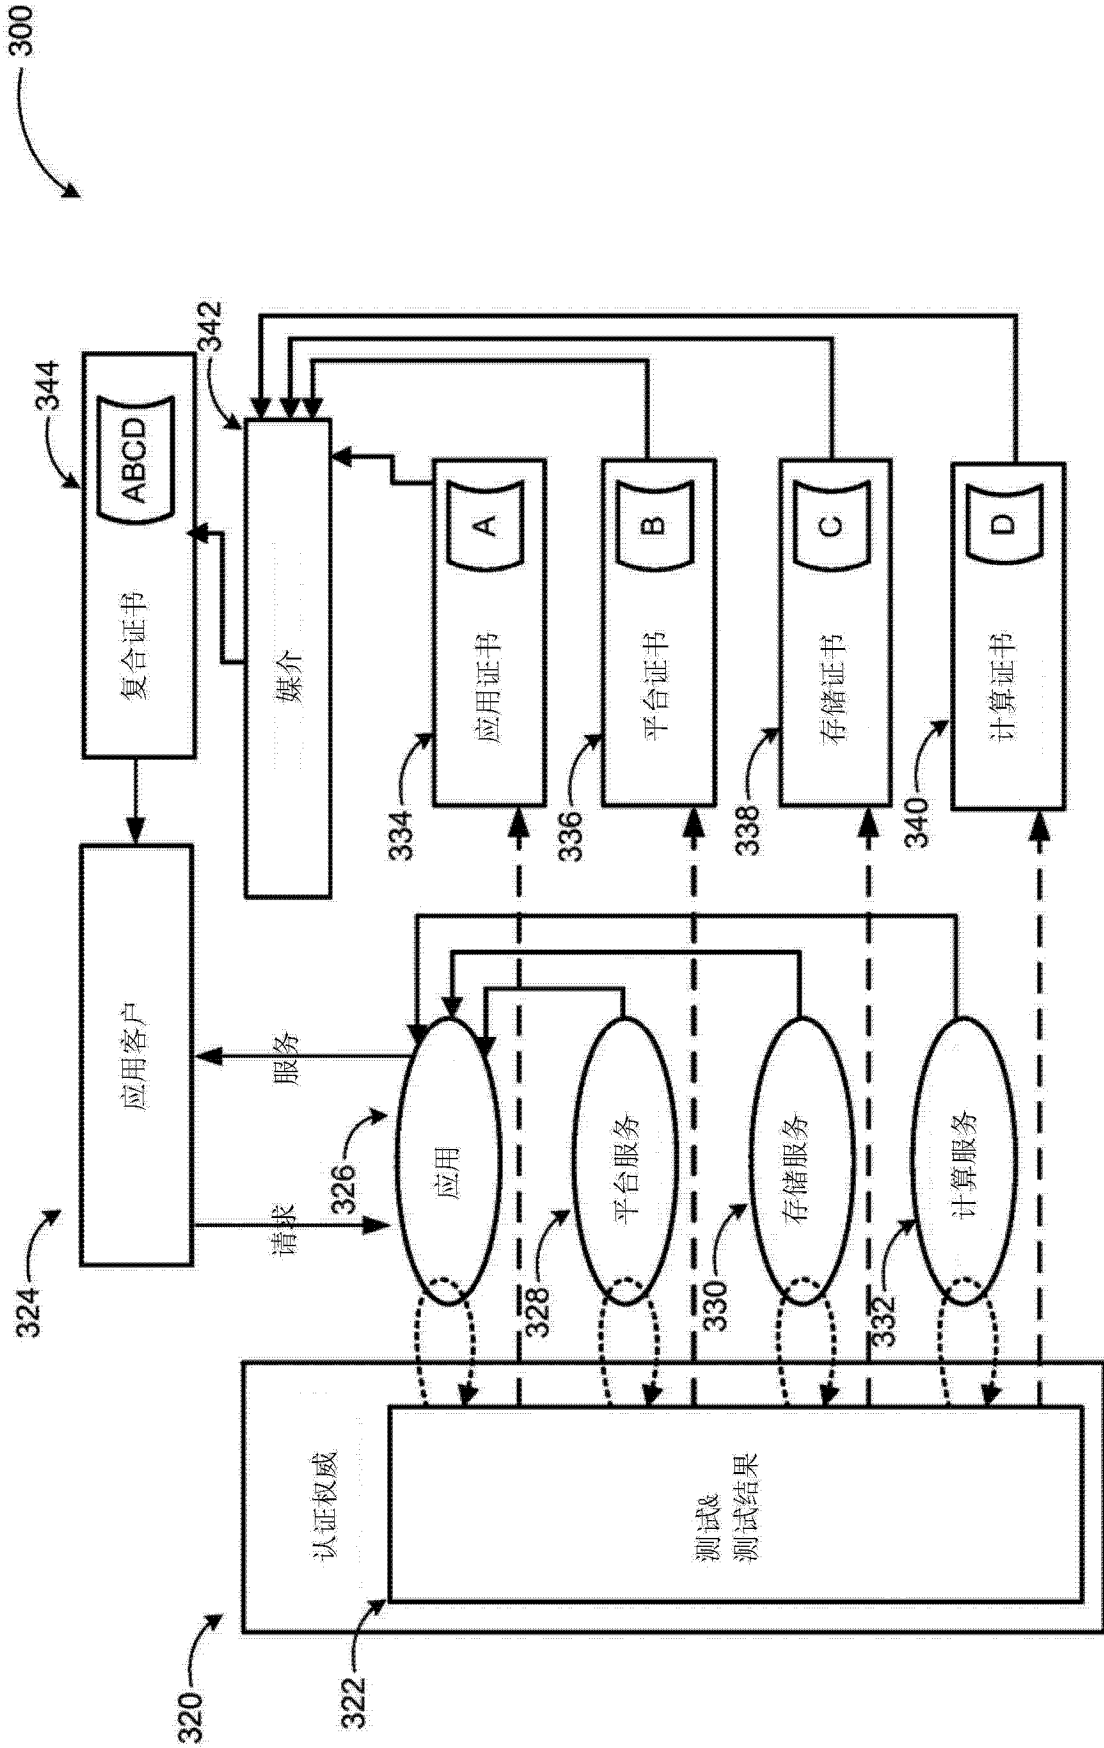 300
324
应用客户
344
复合证书
ABCD
请求
服务
342
媒介
320
认证权威
322
测试&
测试结果
326
应用
334
应用证书
A
328
平台服务
336
平台证书
B
330
存储服务
338
存储证书
C
332
计算服务
340
计算证书
D